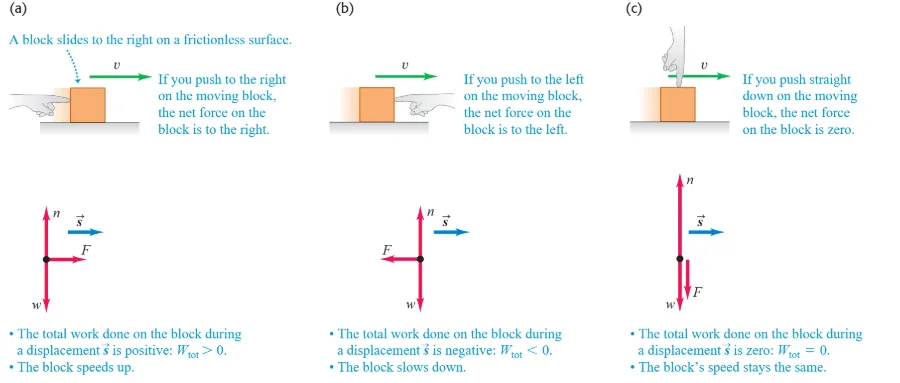 (a)
A block slides to the right on a frictionless surface.
v
If you push to the right
on the moving block,
the net force on the
block is to the right.
n
s⃗
F
w
• The total work done on the block during
a displacement s⃗ is positive: Wtot > 0.
• The block speeds up.
(b)
v
If you push to the left
on the moving block,
the net force on the
block is to the left.
n
s⃗
F
w
• The total work done on the block during
a displacement s⃗ is negative: Wtot < 0.
• The block slows down.
(c)
v
If you push straight
down on the moving
block, the net force
on the block is zero.
n
s⃗
F
w
• The total work done on the block during
a displacement s⃗ is zero: Wtot = 0.
• The block's speed stays the same.